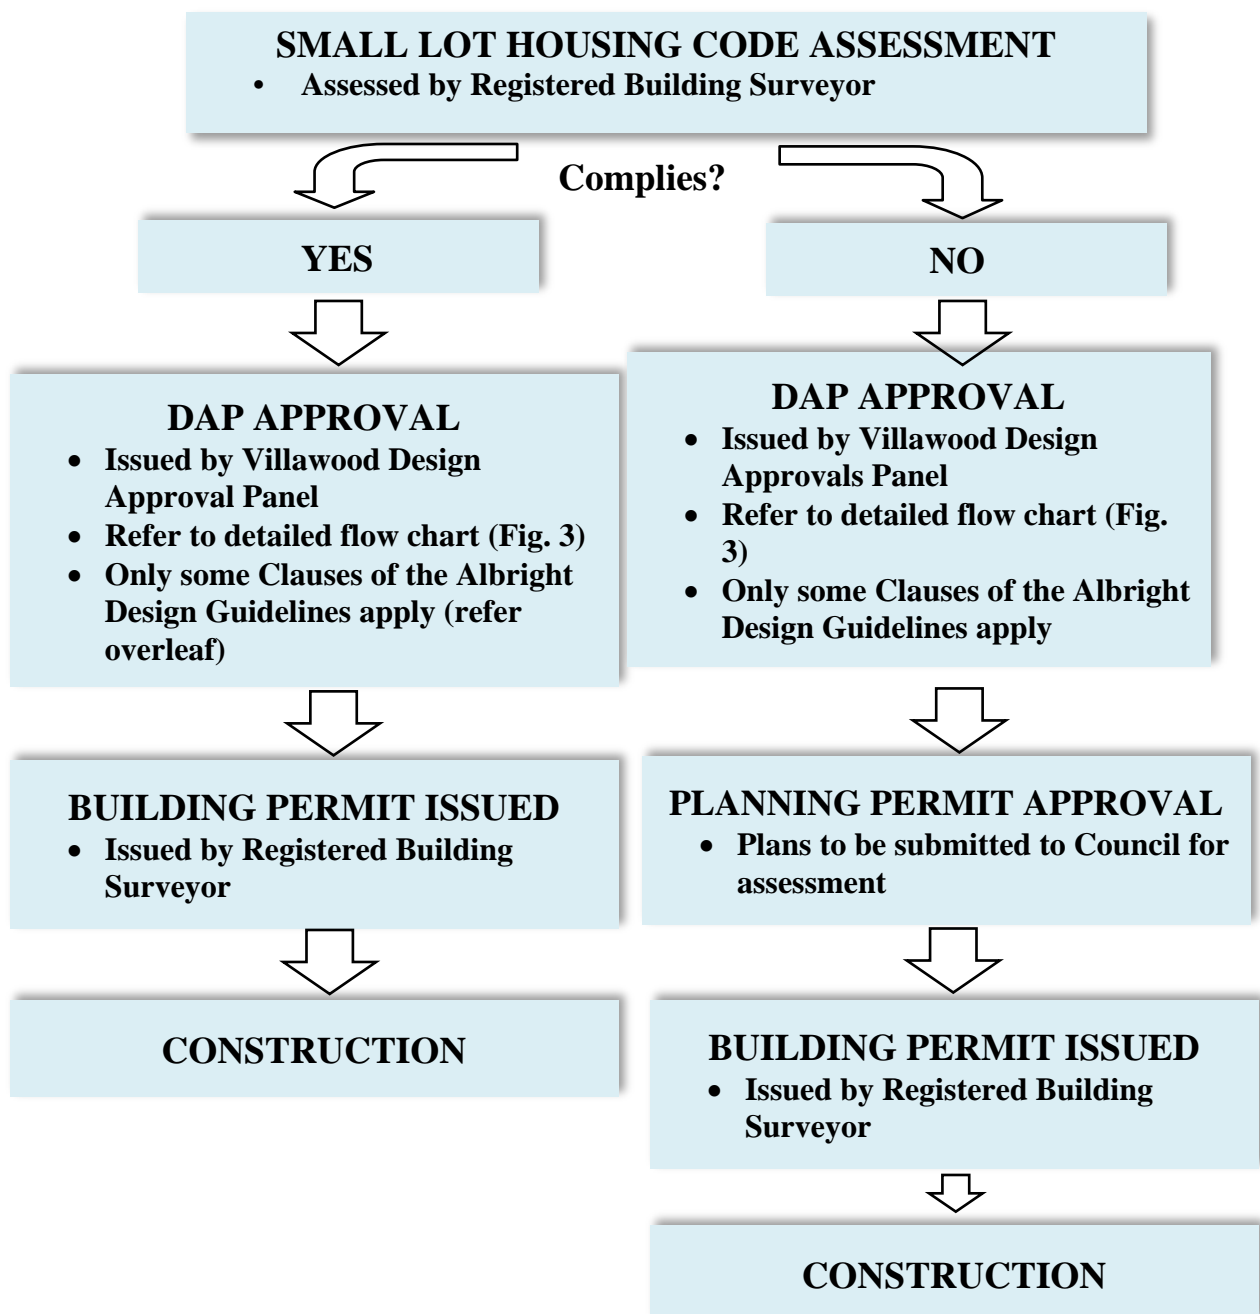 SMALL LOT HOUSING CODE ASSESSMENT
• Assessed by Registered Building Surveyor
Complies?
YES
NO
DAP APPROVAL
• Issued by Villawood Design
Approval Panel
• Refer to detailed flow chart (Fig. 3)
• Only some Clauses of the Albright
Design Guidelines apply (refer
overleaf)
DAP APPROVAL
• Issued by Villawood Design
Approvals Panel
• Refer to detailed flow chart (Fig.
3)
• Only some Clauses of the Albright
Design Guidelines apply
BUILDING PERMIT ISSUED
• Issued by Registered Building
Surveyor
PLANNING PERMIT APPROVAL
• Plans to be submitted to Council for
assessment
CONSTRUCTION
BUILDING PERMIT ISSUED
• Issued by Registered Building
Surveyor
CONSTRUCTION